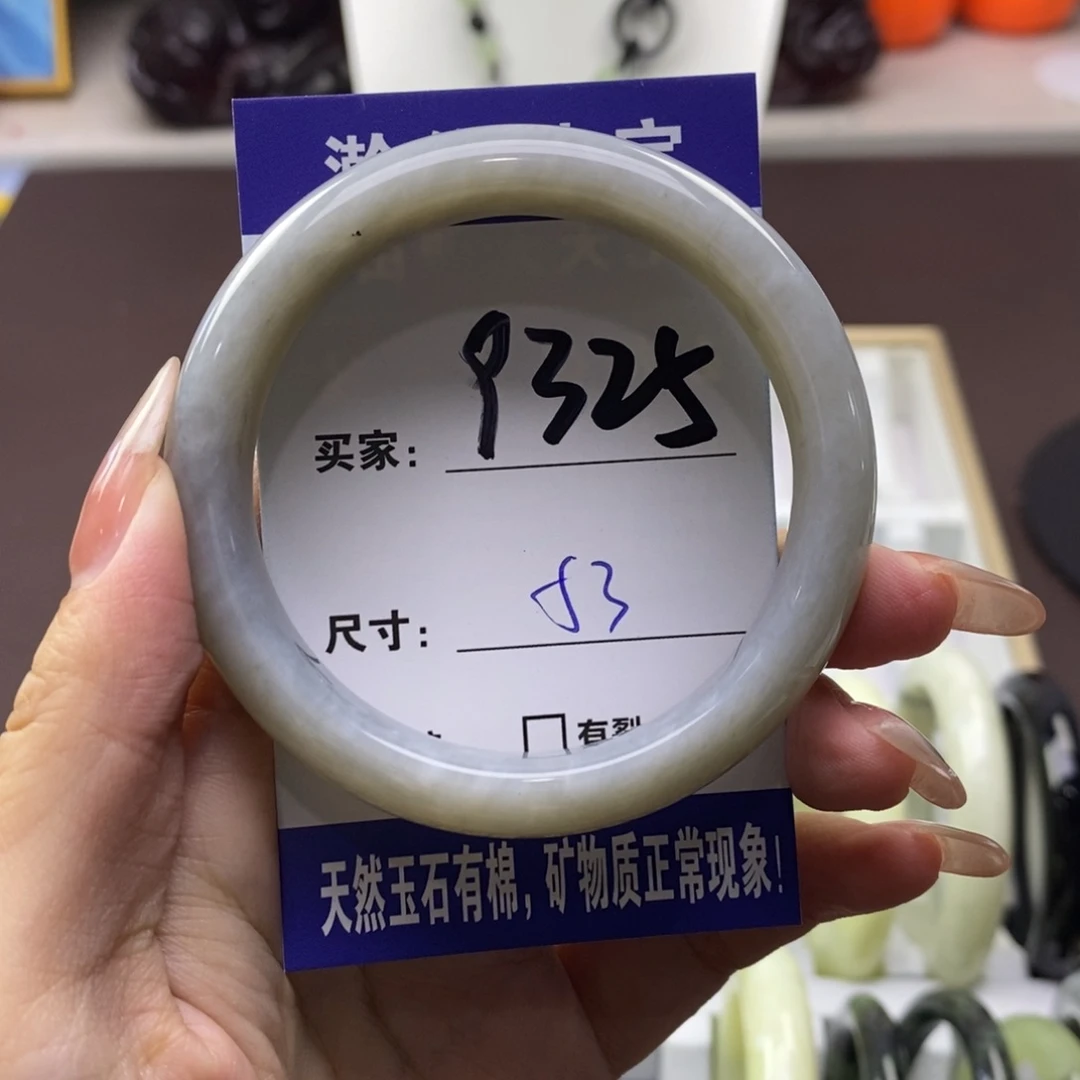 买家： 9325
尺寸： 53
有裂
天然玉石有棉，矿物质正常现象！